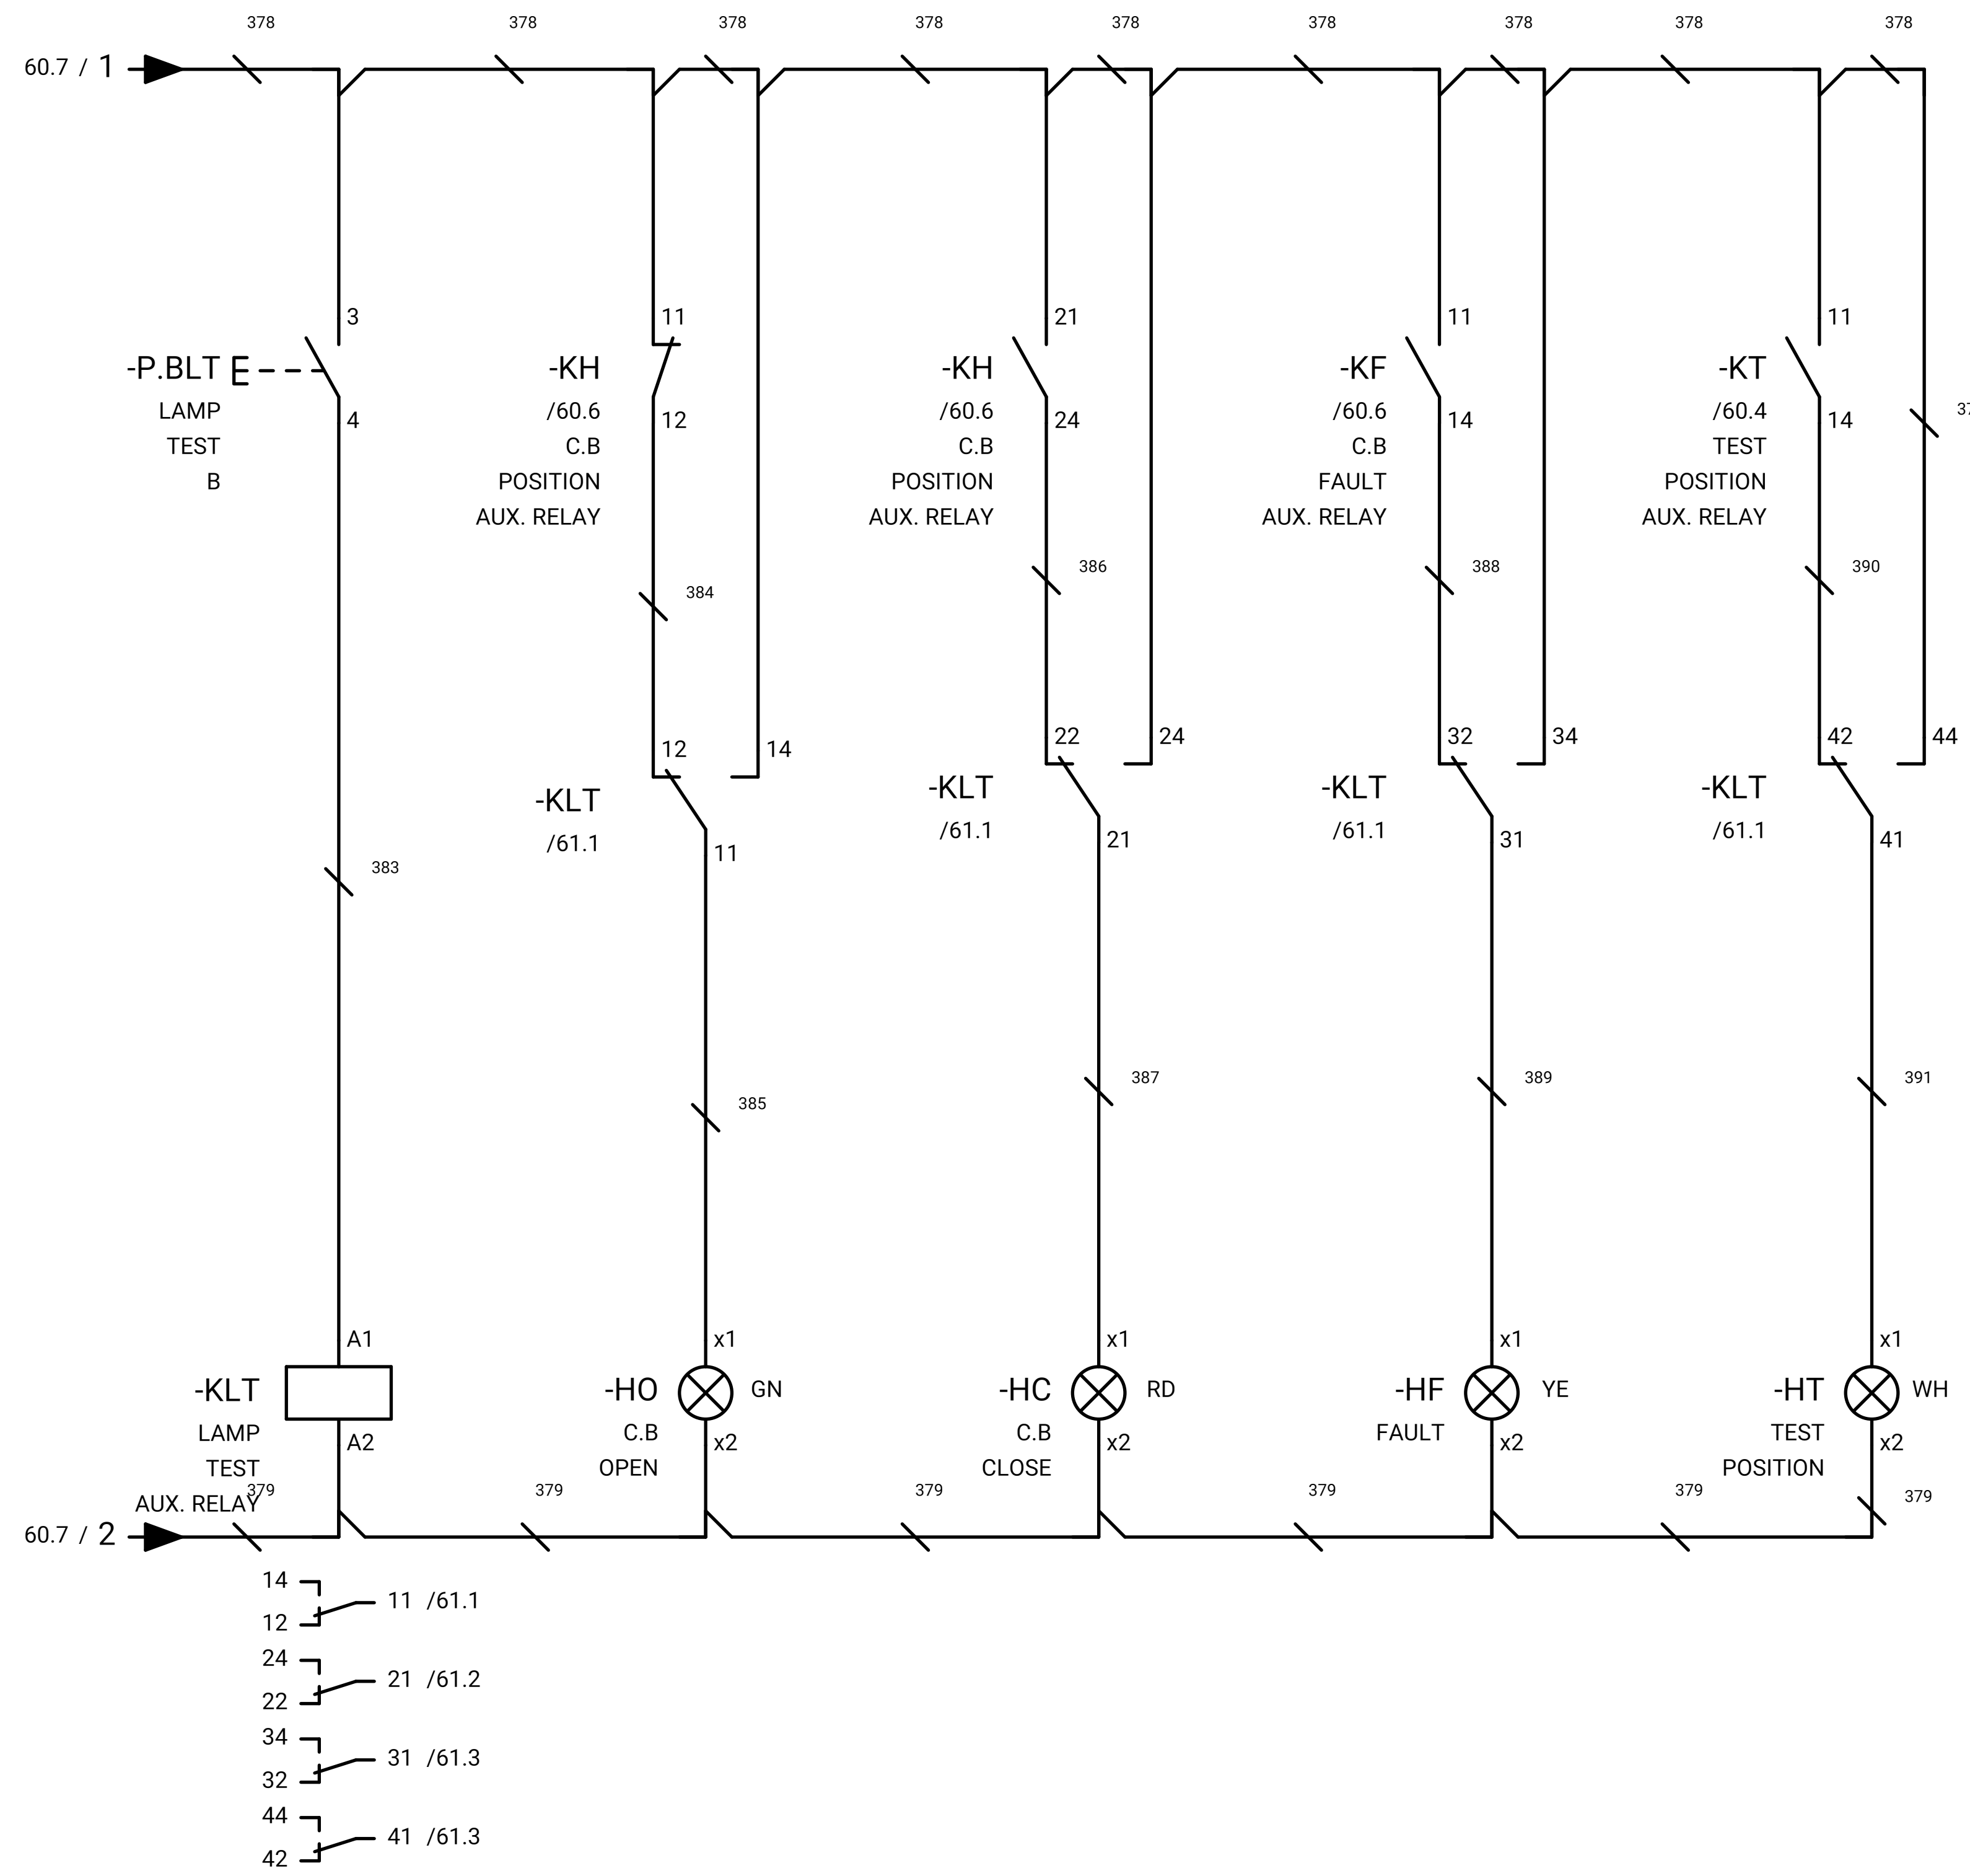 378 378 378 378 378 378 378 378 378
60.7 / 1
3 11 21 11 11
-P.BLT -KH -KH -KF -KT
LAMP /60.6 /60.6 /60.6 /60.4
4 12 24 14 14
TEST C.B C.B C.B TEST
B POSITION POSITION FAULT POSITION
AUX. RELAY AUX. RELAY AUX. RELAY AUX. RELAY
386 388 390
384
22 24 32 34 42 44
12 14
-KLT -KLT -KLT -KLT
/61.1 /61.1 /61.1 /61.1
11 21 31 41
383
387 389 391
385
A1 x1 x1 x1 x1
-KLT -HO GN -HC RD -HF YE -HT WH
LAMP C.B C.B FAULT TEST
A2 x2 x2 x2 x2
TEST OPEN CLOSE POSITION
AUX. RELAY
379 379 379 379 379 379
60.7 / 2
14
11 /61.1
12
24
21 /61.2
22
34
31 /61.3
32
44
41 /61.3
42